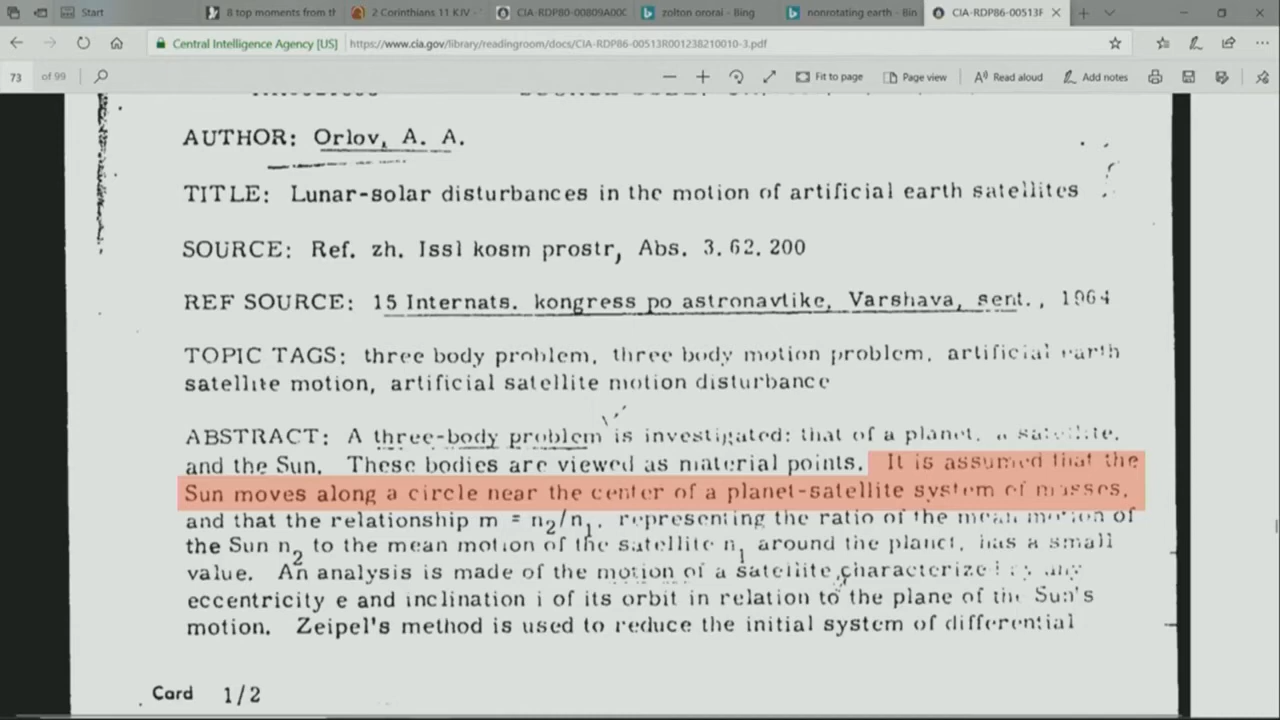 Start
8 top moments from th
2 Corinthians 11 KJV -
CIA-RDP80-00809A000
zolton ororai - Bing
nonrotating earth - Bin
CIA-RDP86-00513F
Central Intelligence Agency [US]
https://www.cia.gov/library/readingroom/docs/CIA-RDP86-00513R001238210010-3.pdf
73 of 99
Fit to page
Page view
Read aloud
Add notes
AUTHOR: Orlov, A. A.
TITLE: Lunar-solar disturbances in the motion of artificial earth satellites
SOURCE: Ref. zh. Issl kosm prostr, Abs. 3.62.200
REF SOURCE: 15 Internats. kongress po astronavtike, Varshava, sent., 1964
TOPIC TAGS: three body problem, three body motion problem, artificial earth
satellite motion, artificial satellite motion disturbance
ABSTRACT: A three-body problem is investigated: that of a planet, a satellite,
and the Sun. These bodies are viewed as material points. It is assumed that the
Sun moves along a circle near the center of a planet-satellite system of masses,
and that the relationship m = n2/n1, representing the ratio of the mean motion of
the Sun n2 to the mean motion of the satellite n1 around the planet, has a small
value. An analysis is made of the motion of a satellite characterized by any
eccentricity e and inclination i of its orbit in relation to the plane of the Sun's
motion. Zeipel's method is used to reduce the initial system of differential
Card 1/2